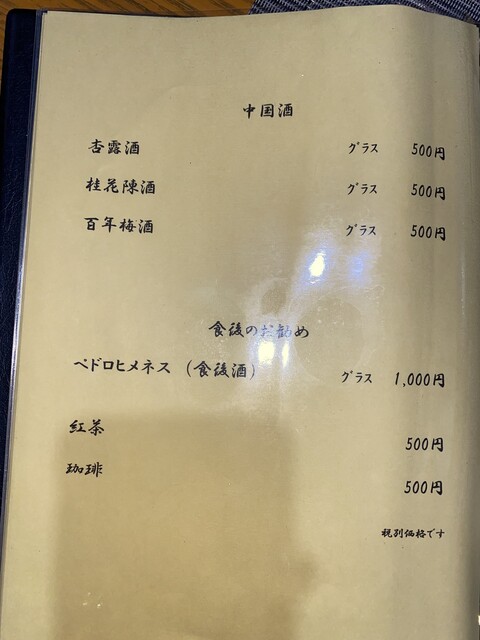 中国酒
杏露酒 グラス 500円
桂花陳酒 グラス 500円
百年梅酒 グラス 500円
食後のお勧め
ペドロヒメネス (食後酒) グラス 1,000円
紅茶 500円
珈琲 500円
税別価格です